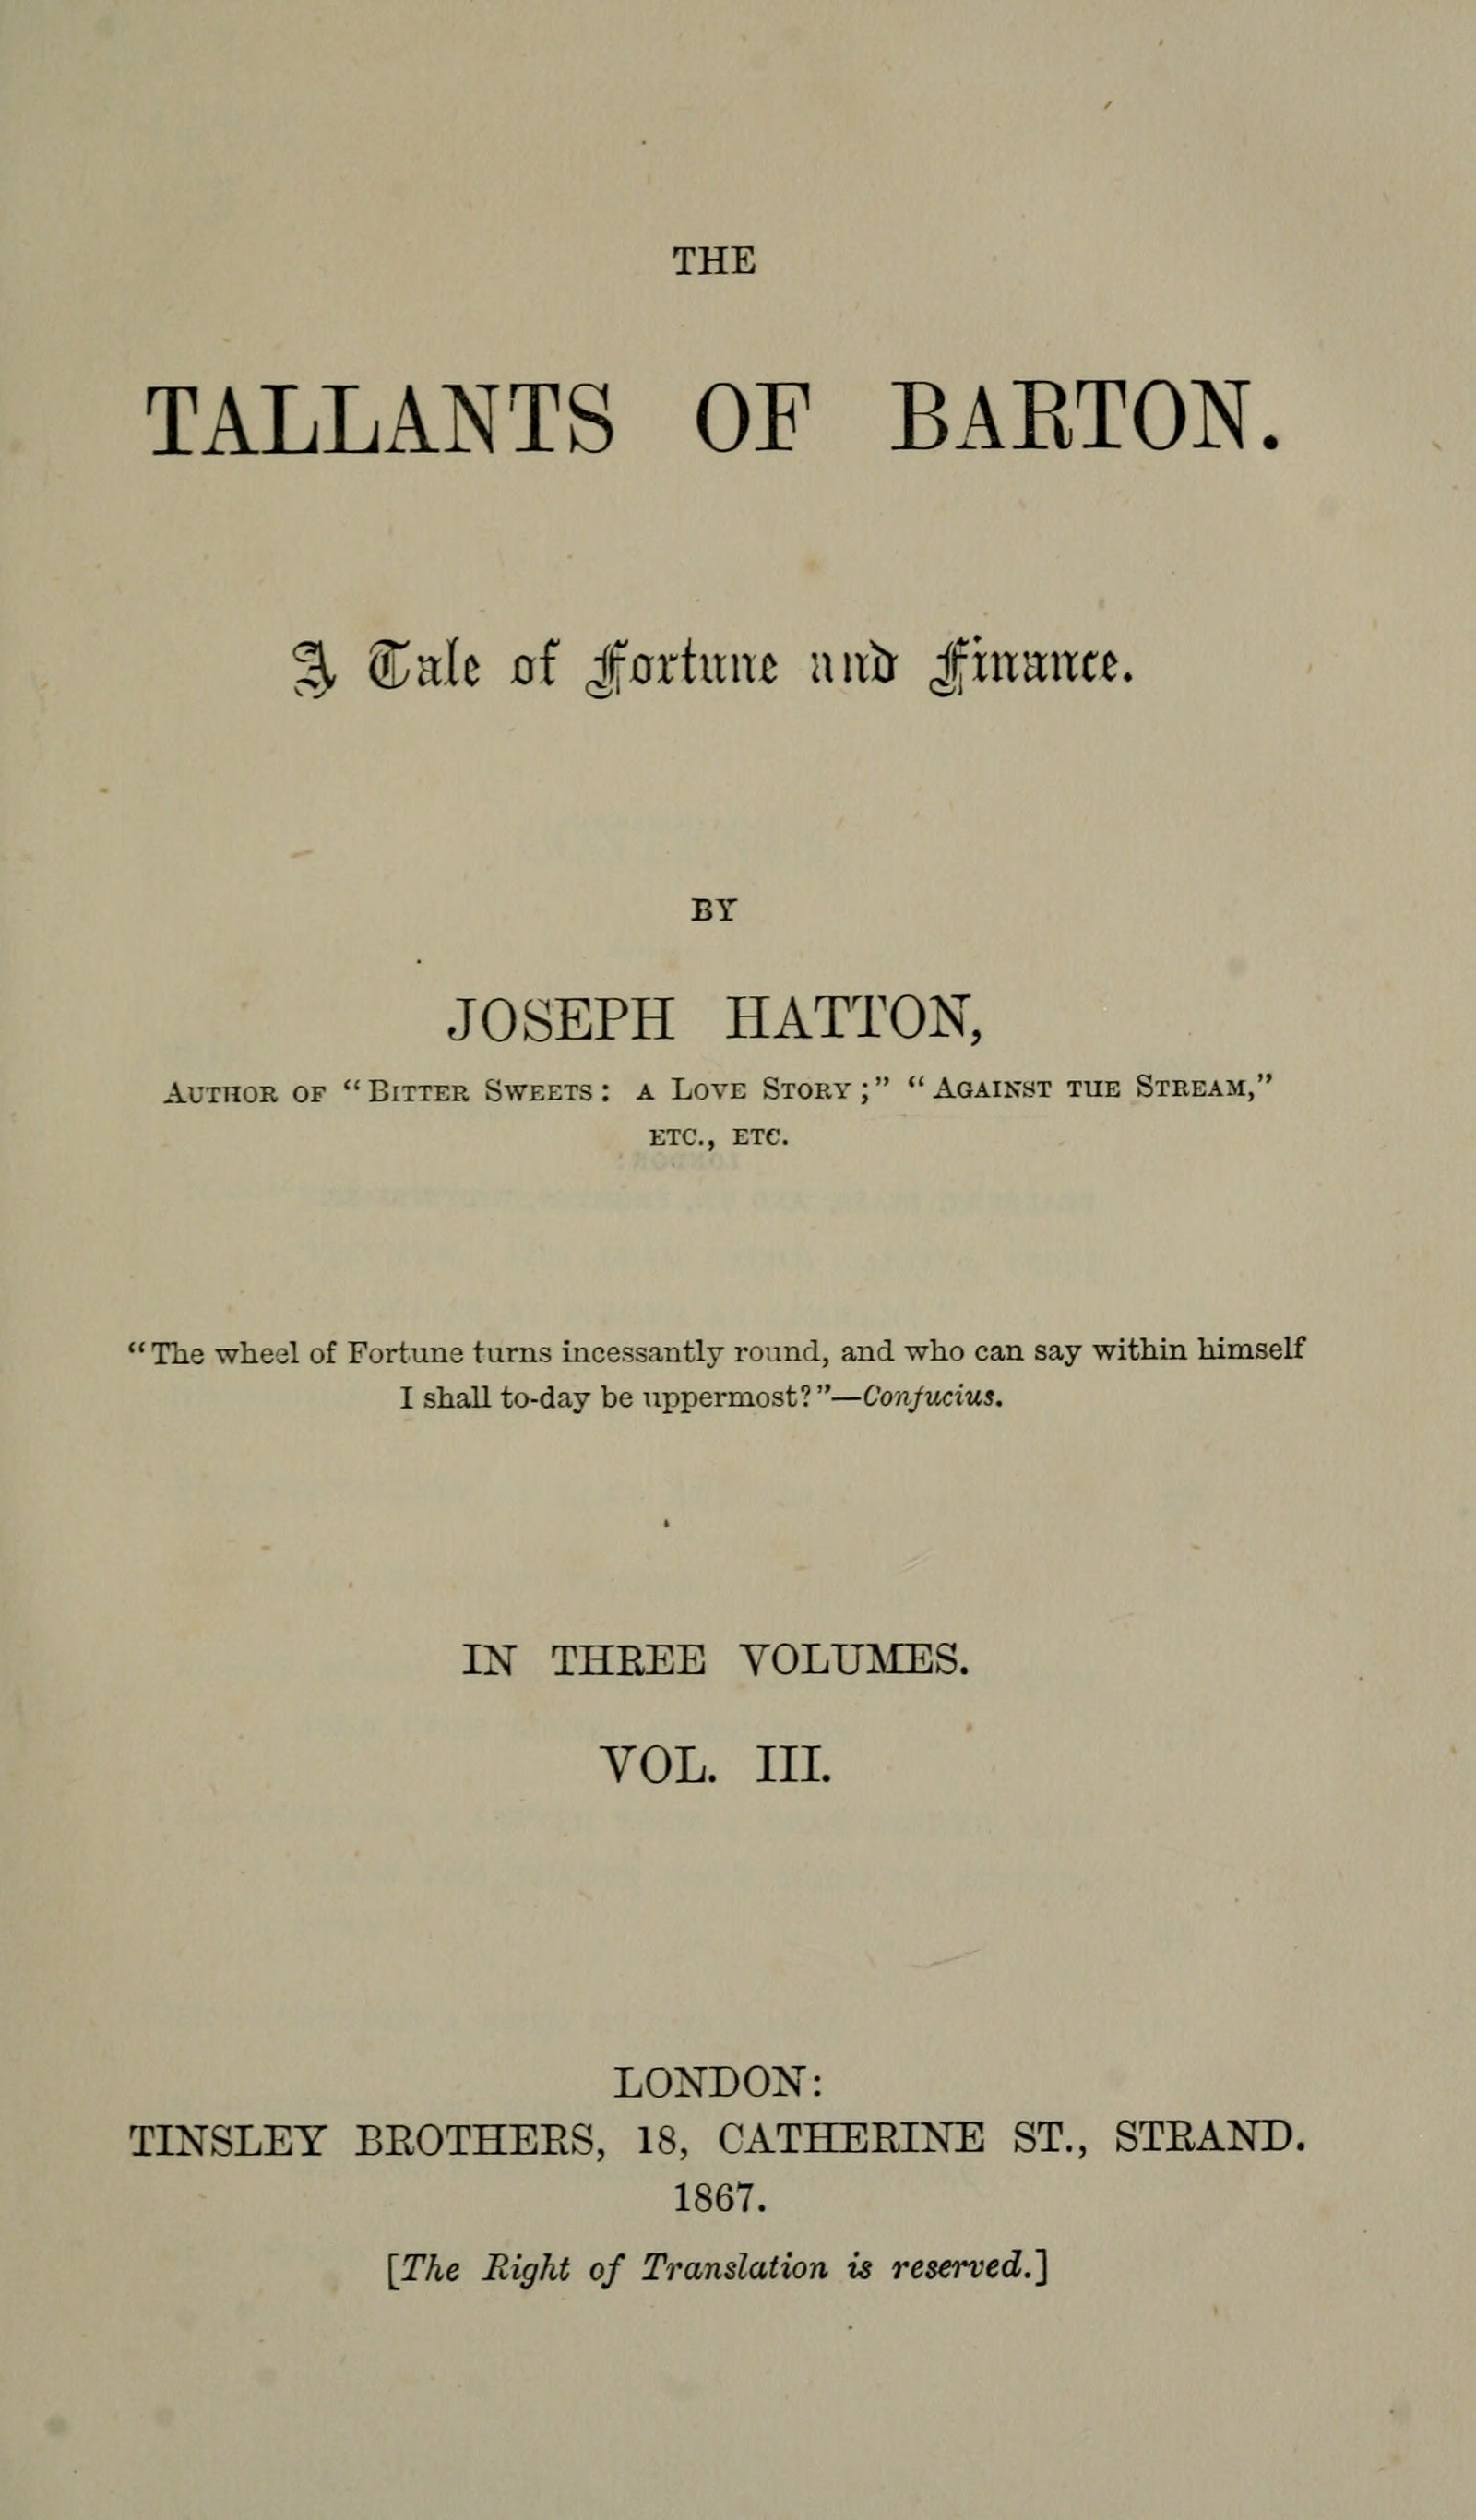 THE
TALLANTS OF BARTON.
A Tale of Fortune and Finance.
BY
JOSEPH HATTON,
AUTHOR OF “BITTER SWEETS: A LOVE STORY;” “AGAINST THE STREAM,”
ETC., ETC.
“The wheel of Fortune turns incessantly round, and who can say within himself
I shall to-day be uppermost?”—Confucius.
IN THREE VOLUMES.
VOL. III.
LONDON:
TINSLEY BROTHERS, 18, CATHERINE ST., STRAND.
1867.
[The Right of Translation is reserved.]